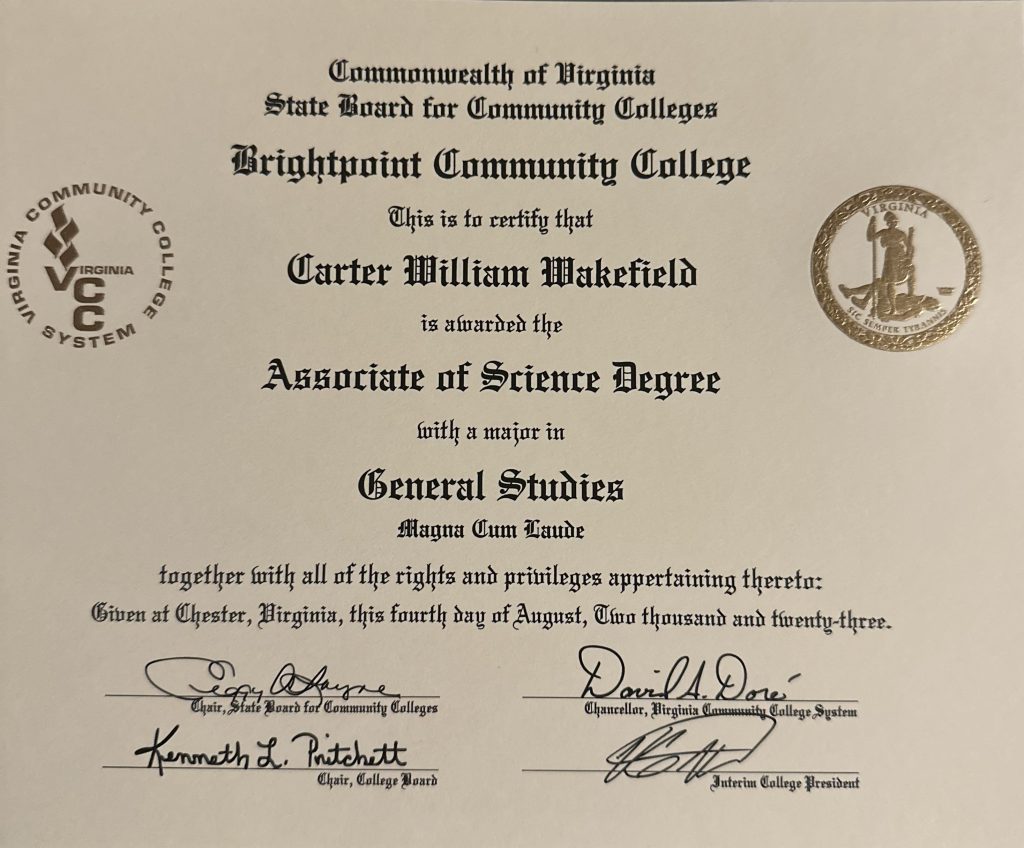 Commonwealth of Virginia
State Board for Community Colleges
Brightpoint Community College
VIRGINIA COMMUNITY COLLEGE SYSTEM
VIRGINIA
C
C
VIRGINIA
SIC SEMPER TYRANNIS
This is to certify that
Carter William Wakefield
is awarded the
Associate of Science Degree
with a major in
General Studies
Magna Cum Laude
together with all of the rights and privileges appertaining thereto:
Given at Chester, Virginia, this fourth day of August, Two thousand and twenty-three.
Peggy Layne
Chair, State Board for Community Colleges
David A. Doré
Chancellor, Virginia Community College System
Kenneth L. Pritchett
Chair, College Board
Interim College President